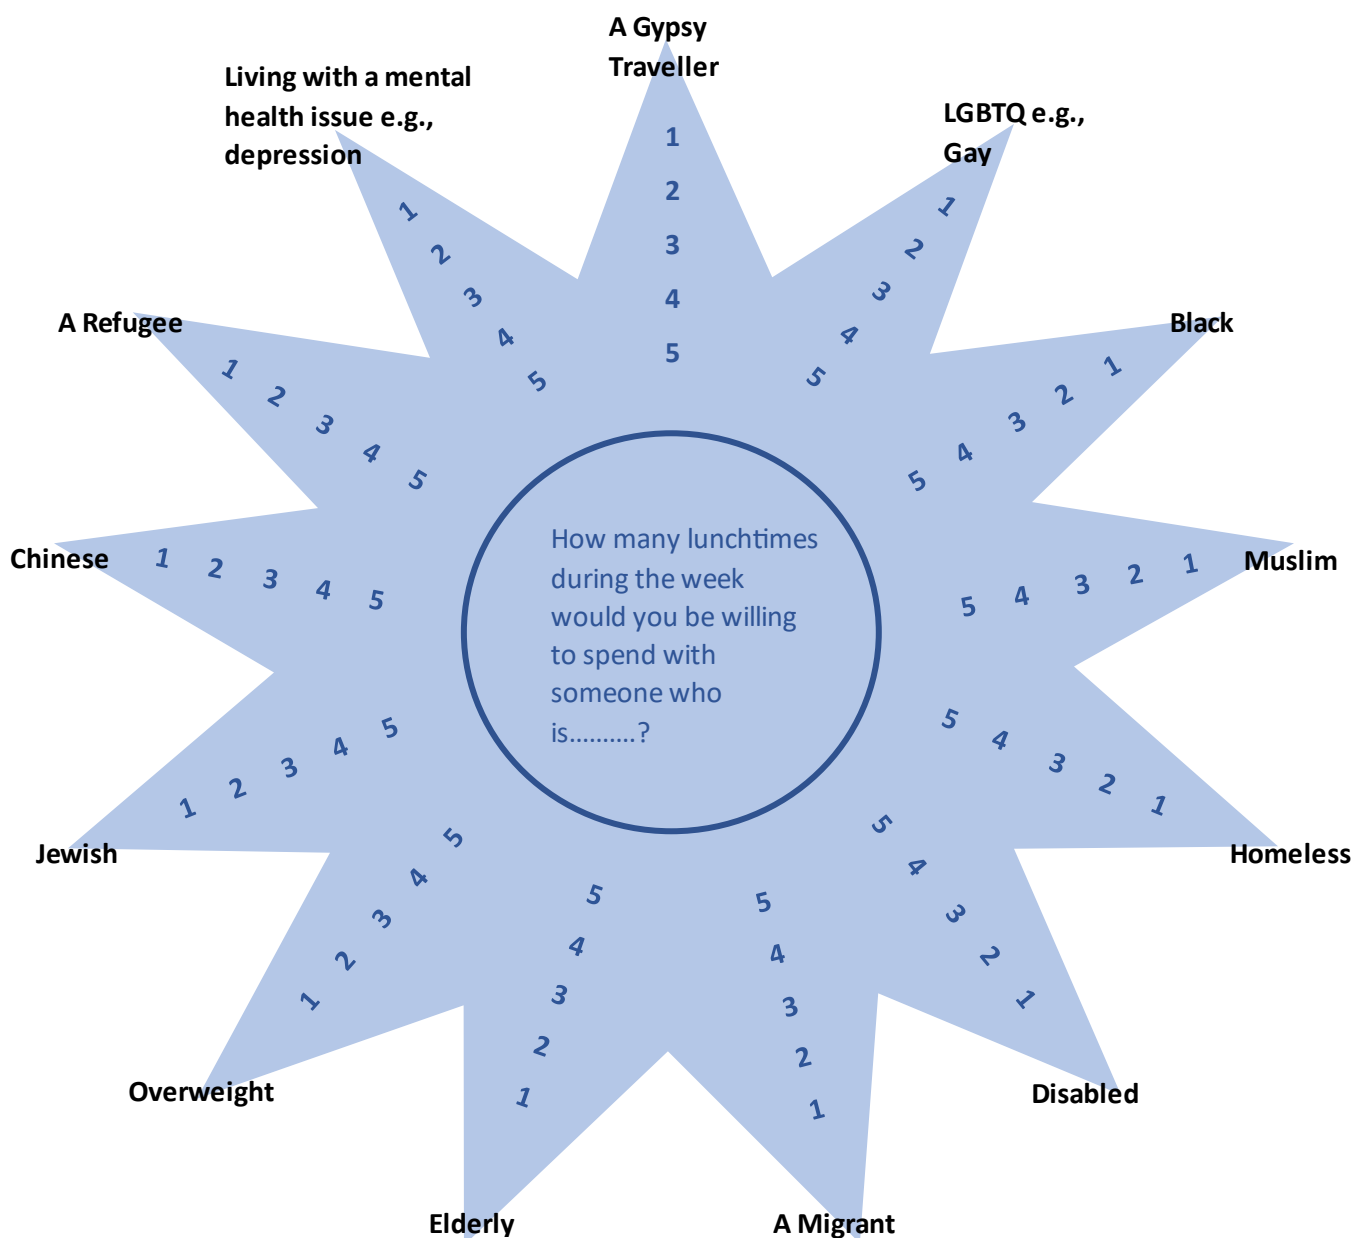 A Gypsy
Traveller
1
2
3
4
5
LGBTQ e.g.,
Gay
1
2
3
4
5
Black
1
2
3
4
5
Muslim
1
2
3
4
5
Homeless
1
2
3
4
5
Disabled
1
2
3
4
5
A Migrant
1
2
3
4
5
Elderly
1
2
3
4
5
Overweight
1
2
3
4
5
Jewish
1
2
3
4
5
Chinese
1
2
3
4
5
A Refugee
1
2
3
4
5
Living with a mental
health issue e.g.,
depression
1
2
3
4
5
How many lunchtimes
during the week
would you be willing
to spend with
someone who
is..........?